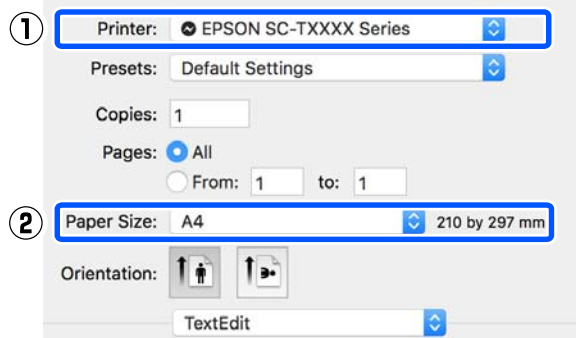 ① Printer: EPSON SC-TXXXX Series
Presets: Default Settings
Copies: 1
Pages: All
From: 1 to: 1
② Paper Size: A4 210 by 297 mm
Orientation:
TextEdit